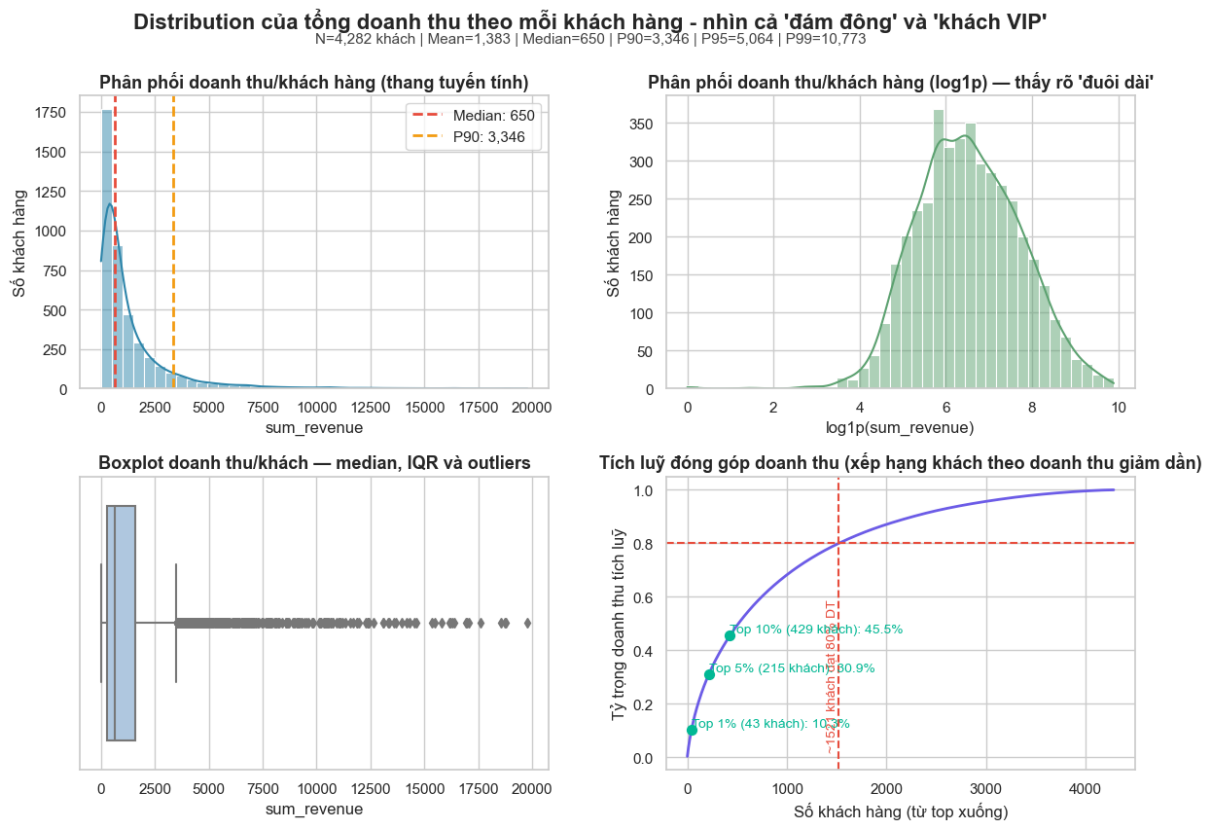 Distribution của tổng doanh thu theo mỗi khách hàng - nhìn cả 'đám đông' và 'khách VIP'
N=4,282 khách | Mean=1,383 | Median=650 | P90=3,346 | P95=5,064 | P99=10,773
Phân phối doanh thu/khách hàng (thang tuyến tính)
Số khách hàng
1750
1500
1250
1000
750
500
250
0
Median: 650
P90: 3,346
0 2500 5000 7500 10000 12500 15000 17500 20000
sum_revenue
Phân phối doanh thu/khách hàng (log1p) — thấy rõ 'đuôi dài'
Số khách hàng
350
300
250
200
150
100
50
0
0 2 4 6 8 10
log1p(sum_revenue)
Boxplot doanh thu/khách — median, IQR và outliers
0 2500 5000 7500 10000 12500 15000 17500 20000
sum_revenue
Tích luỹ đóng góp doanh thu (xếp hạng khách theo doanh thu giảm dần)
Tỷ trọng doanh thu tích luỹ
1.0
0.8
0.6
0.4
0.2
0.0
Top 10% (429 khách): 45.5%
Top 5% (215 khách): 30.9%
Top 1% (43 khách): 10.3%
~1521 khách đạt 80% DT
0 1000 2000 3000 4000
Số khách hàng (từ top xuống)